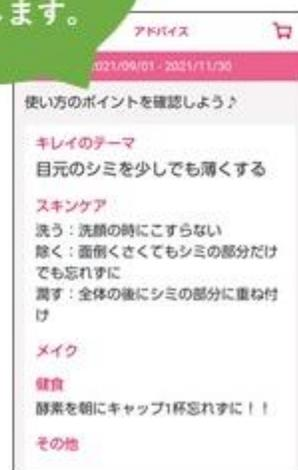 します。
アドバイス
2021/09/01 - 2021/11/30
使い方のポイントを確認しよう♪
キレイのテーマ
目元のシミを少しでも薄くする
スキンケア
洗う：洗顔の時にこすらない
除く：面倒くさくてもシミの部分だけ
でも忘れずに
潤す：全体の後にシミの部分に重ね付
け
メイク
健食
酵素を朝にキャップ1杯忘れずに！！
その他